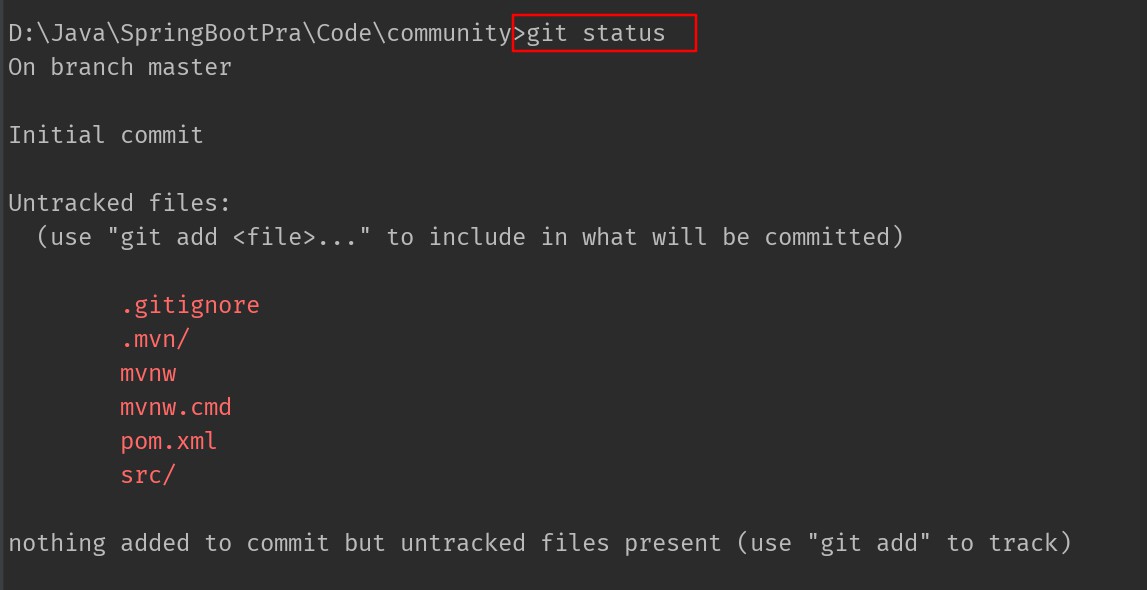 D:\Java\SpringBootPra\Code\community>git status
On branch master
Initial commit
Untracked files:
  (use "git add <file>..." to include in what will be committed)
        .gitignore
        .mvn/
        mvnw
        mvnw.cmd
        pom.xml
        src/
nothing added to commit but untracked files present (use "git add" to track)